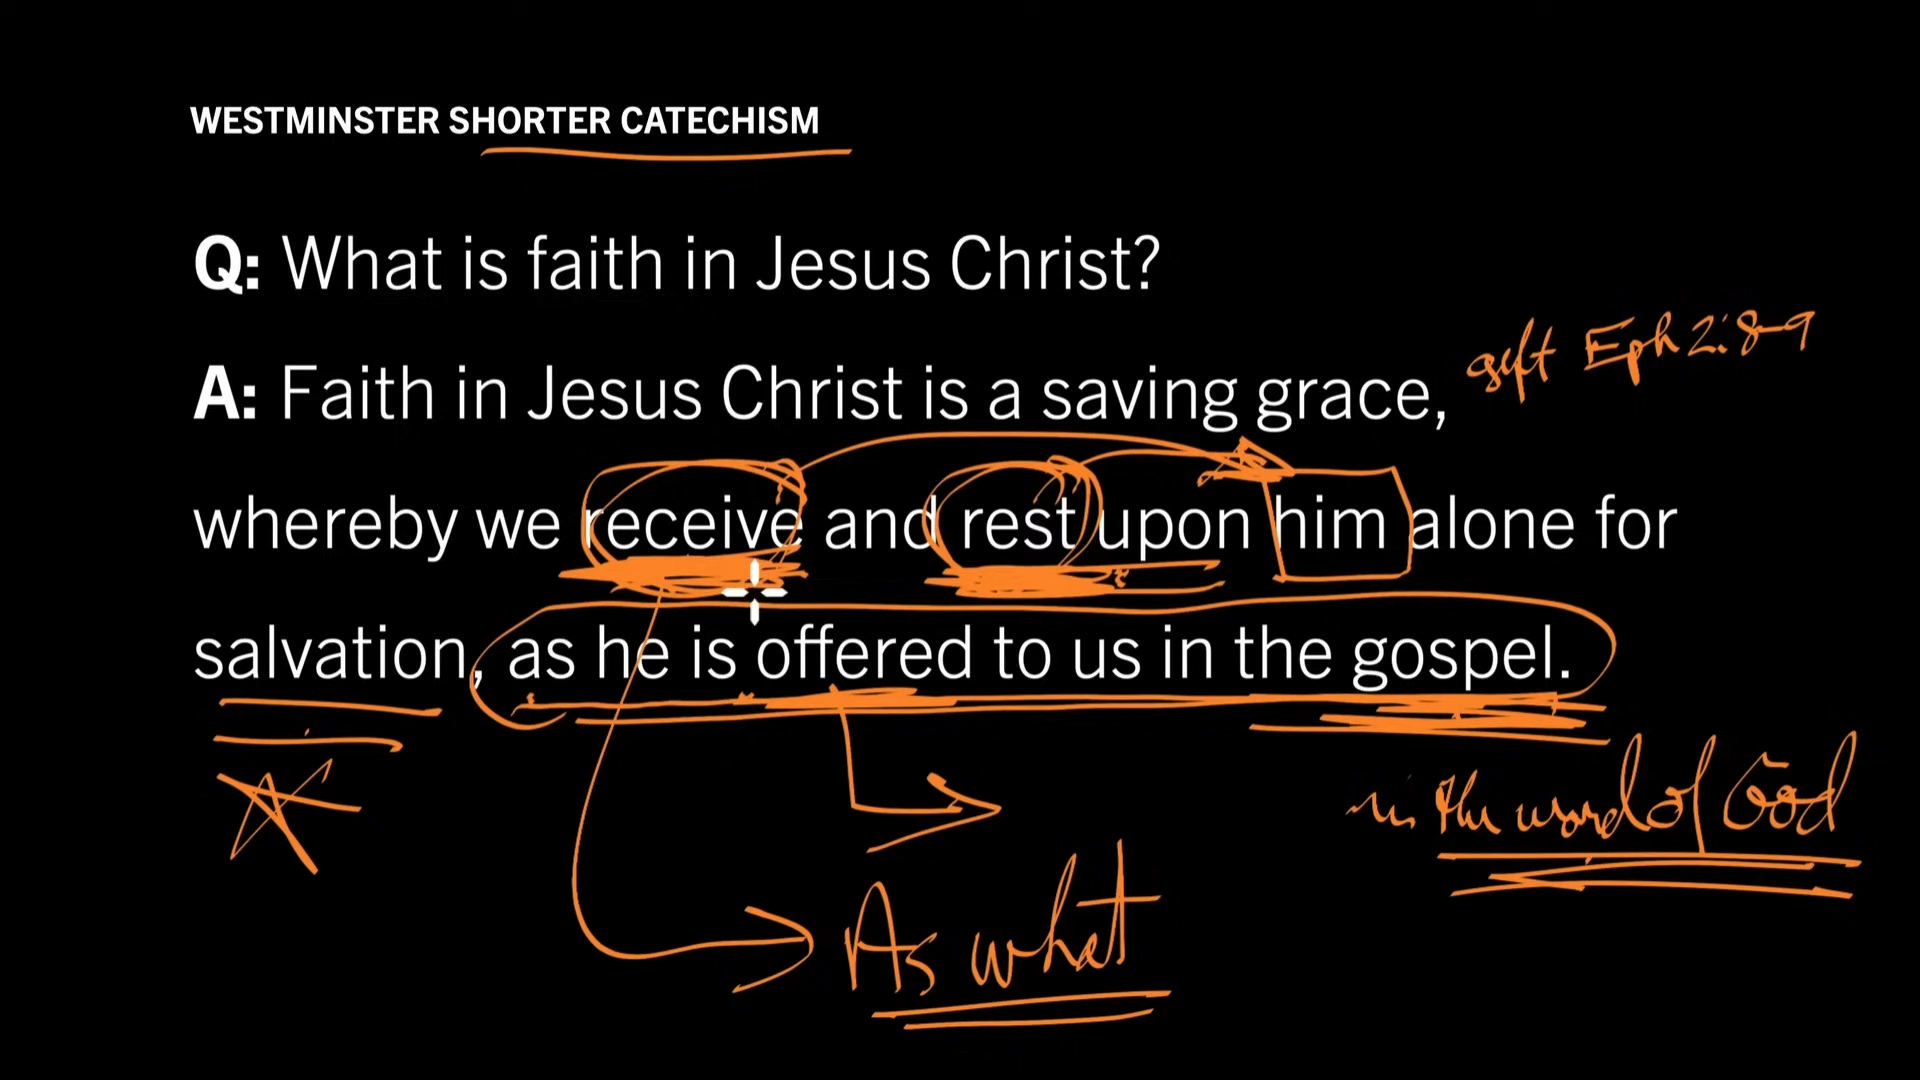 WESTMINSTER SHORTER CATECHISM
Q: What is faith in Jesus Christ?
gift Eph 2:8-9
A: Faith in Jesus Christ is a saving grace,
whereby we receive and rest upon him alone for
salvation, as he is offered to us in the gospel.
in the word of God
As what